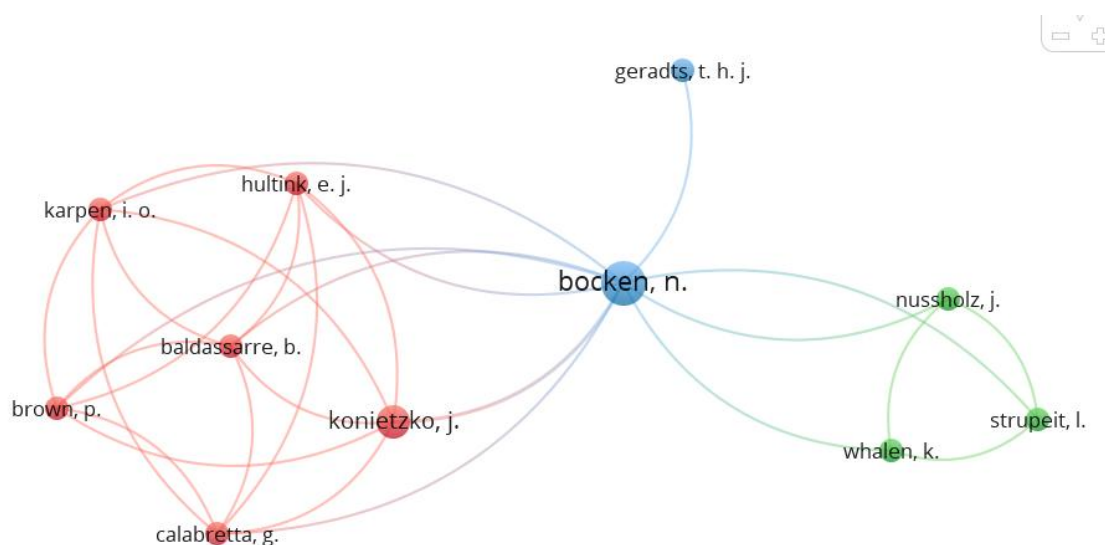 geradts, t. h. j.
hultink, e. j.
karpen, i. o.
bocken, n.
nussholz, j.
baldassarre, b.
brown, p.
konietzko, j.
strupeit, l.
whalen, k.
calabretta, g.